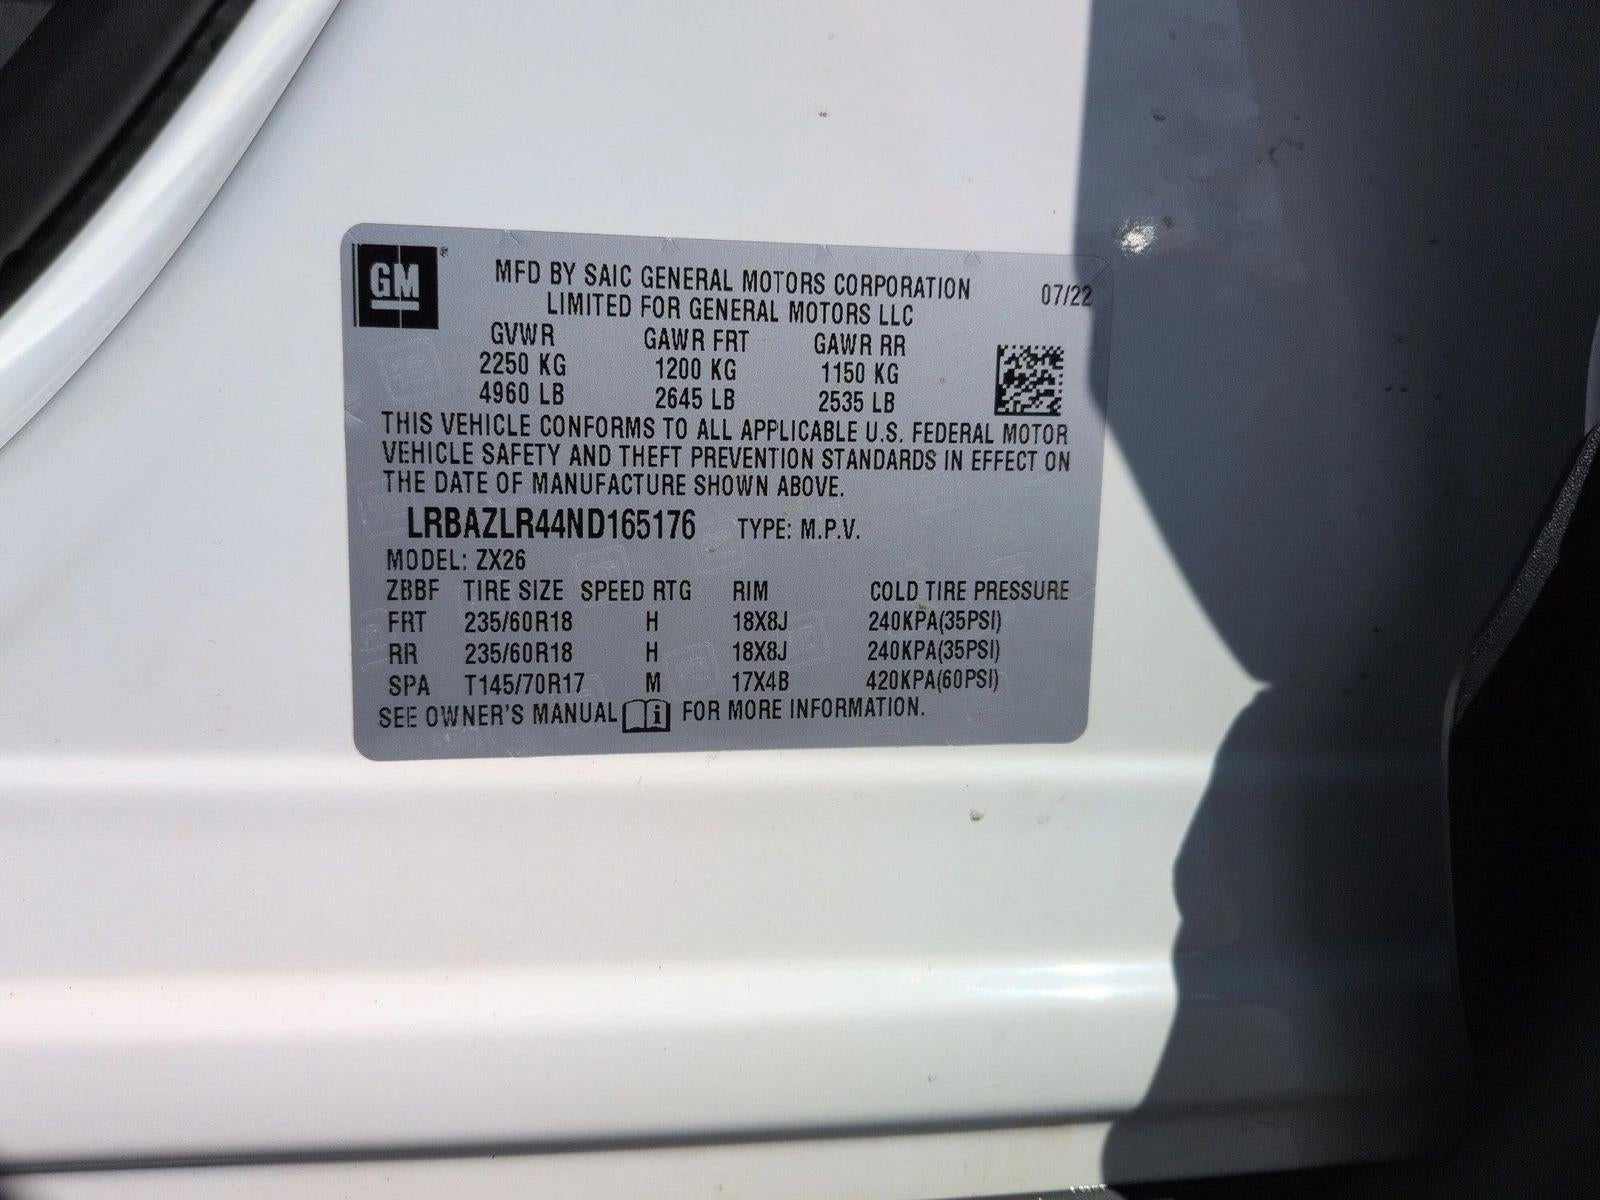 GM
MFD BY SAIC GENERAL MOTORS CORPORATION 07/22
LIMITED FOR GENERAL MOTORS LLC
GVWR GAWR FRT GAWR RR
2250 KG 1200 KG 1150 KG
4960 LB 2645 LB 2535 LB
THIS VEHICLE CONFORMS TO ALL APPLICABLE U.S. FEDERAL MOTOR
VEHICLE SAFETY AND THEFT PREVENTION STANDARDS IN EFFECT ON
THE DATE OF MANUFACTURE SHOWN ABOVE.
LRBAZLR44ND165176 TYPE: M.P.V.
MODEL: ZX26
ZBBF TIRE SIZE SPEED RTG RIM COLD TIRE PRESSURE
FRT 235/60R18 H 18X8J 240KPA(35PSI)
RR 235/60R18 H 18X8J 240KPA(35PSI)
SPA T145/70R17 M 17X4B 420KPA(60PSI)
SEE OWNER'S MANUAL i FOR MORE INFORMATION.